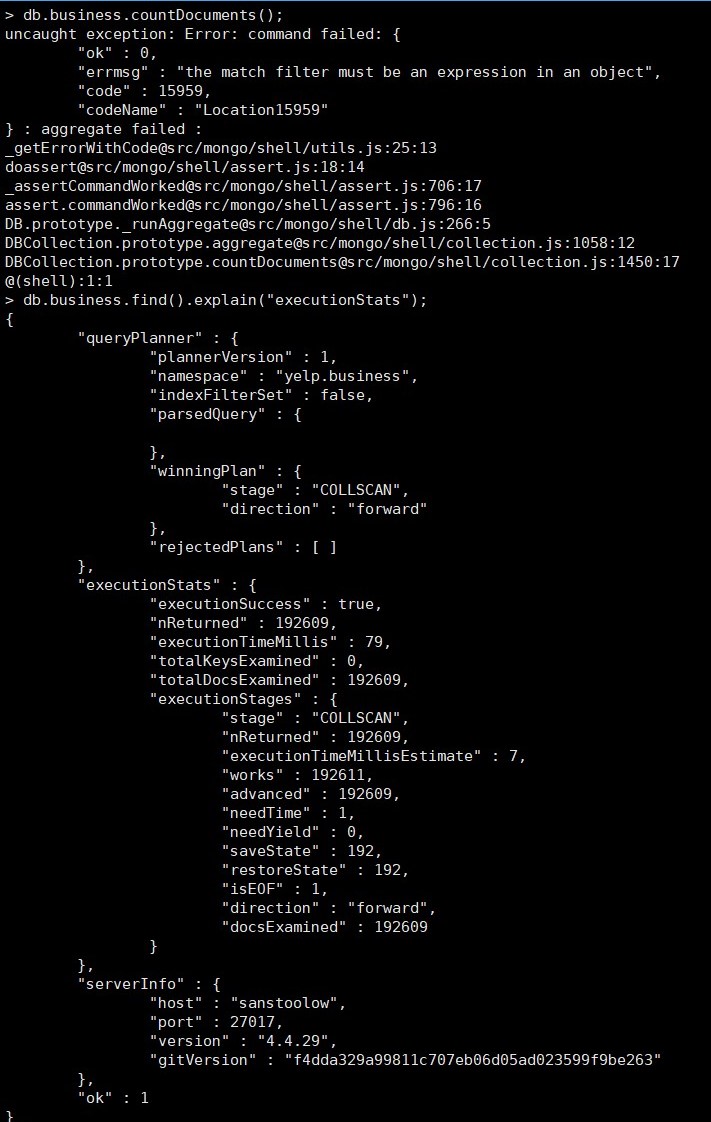 > db.business.countDocuments();
uncaught exception: Error: command failed: {
        "ok" : 0,
        "errmsg" : "the match filter must be an expression in an object",
        "code" : 15959,
        "codeName" : "Location15959"
} : aggregate failed :
_getErrorWithCode@src/mongo/shell/utils.js:25:13
doassert@src/mongo/shell/assert.js:18:14
_assertCommandWorked@src/mongo/shell/assert.js:706:17
assert.commandWorked@src/mongo/shell/assert.js:796:16
DB.prototype._runAggregate@src/mongo/shell/db.js:266:5
DBCollection.prototype.aggregate@src/mongo/shell/collection.js:1058:12
DBCollection.prototype.countDocuments@src/mongo/shell/collection.js:1450:17
@(shell):1:1
> db.business.find().explain("executionStats");
{
        "queryPlanner" : {
                "plannerVersion" : 1,
                "namespace" : "yelp.business",
                "indexFilterSet" : false,
                "parsedQuery" : {

                },
                "winningPlan" : {
                        "stage" : "COLLSCAN",
                        "direction" : "forward"
                },
                "rejectedPlans" : [ ]
        },
        "executionStats" : {
                "executionSuccess" : true,
                "nReturned" : 192609,
                "executionTimeMillis" : 79,
                "totalKeysExamined" : 0,
                "totalDocsExamined" : 192609,
                "executionStages" : {
                        "stage" : "COLLSCAN",
                        "nReturned" : 192609,
                        "executionTimeMillisEstimate" : 7,
                        "works" : 192611,
                        "advanced" : 192609,
                        "needTime" : 1,
                        "needYield" : 0,
                        "saveState" : 192,
                        "restoreState" : 192,
                        "isEOF" : 1,
                        "direction" : "forward",
                        "docsExamined" : 192609
                }
        },
        "serverInfo" : {
                "host" : "sanstoolow",
                "port" : 27017,
                "version" : "4.4.29",
                "gitVersion" : "f4dda329a99811c707eb06d05ad023599f9be263"
        },
        "ok" : 1
}